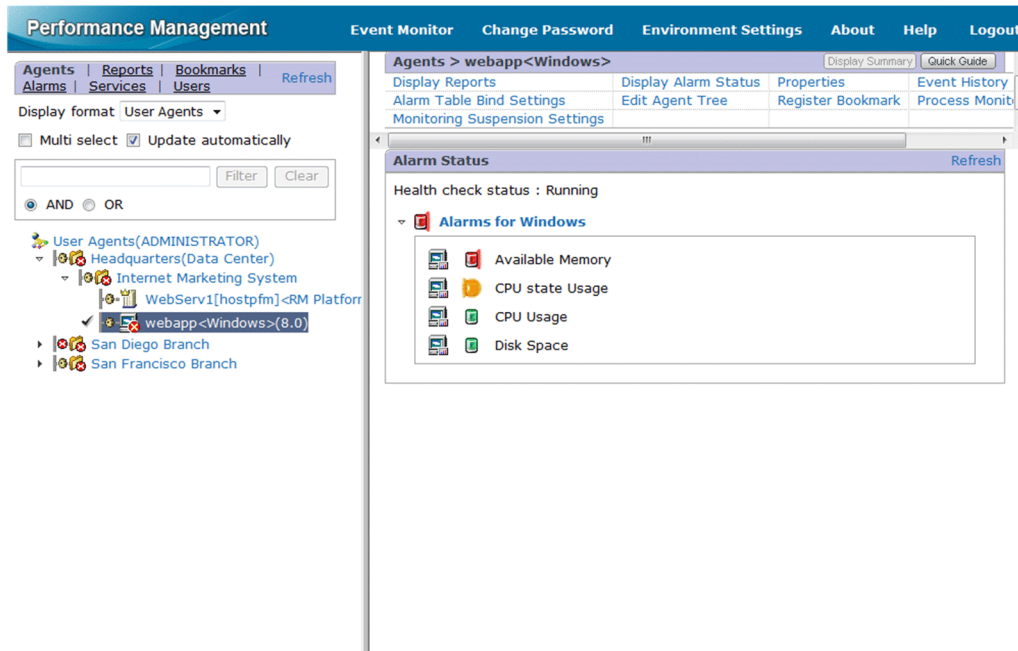 Performance Management
Event Monitor Change Password Environment Settings About Help Logout
Agents | Reports | Bookmarks |
Alarms | Services | Users
Refresh
Display format User Agents
Multi select Update automatically
Filter Clear
AND OR
User Agents(ADMINISTRATOR)
Headquarters(Data Center)
Internet Marketing System
WebServ1[hostpfm]<RM Platfor
webapp<Windows>(8.0)
San Diego Branch
San Francisco Branch
Agents > webapp<Windows>
Display Summary Quick Guide
Display Reports Display Alarm Status Properties Event History
Alarm Table Bind Settings Edit Agent Tree Register Bookmark Process Monit
Monitoring Suspension Settings
Alarm Status Refresh
Health check status : Running
Alarms for Windows
Available Memory
CPU state Usage
CPU Usage
Disk Space